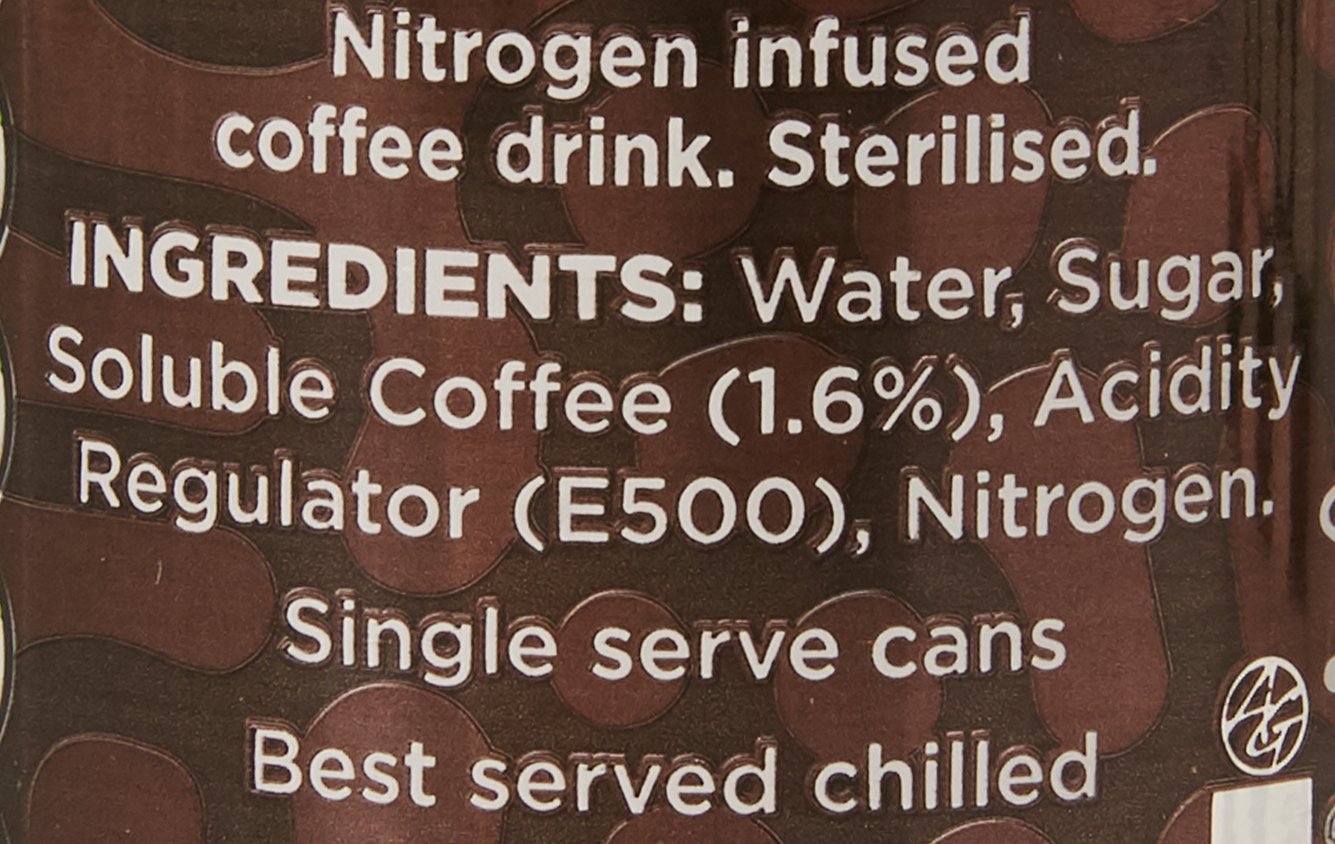 Nitrogen infused
coffee drink. Sterilised.
INGREDIENTS: Water, Sugar,
Soluble Coffee (1.6%), Acidity
Regulator (E500), Nitrogen.
Single serve cans
Best served chilled